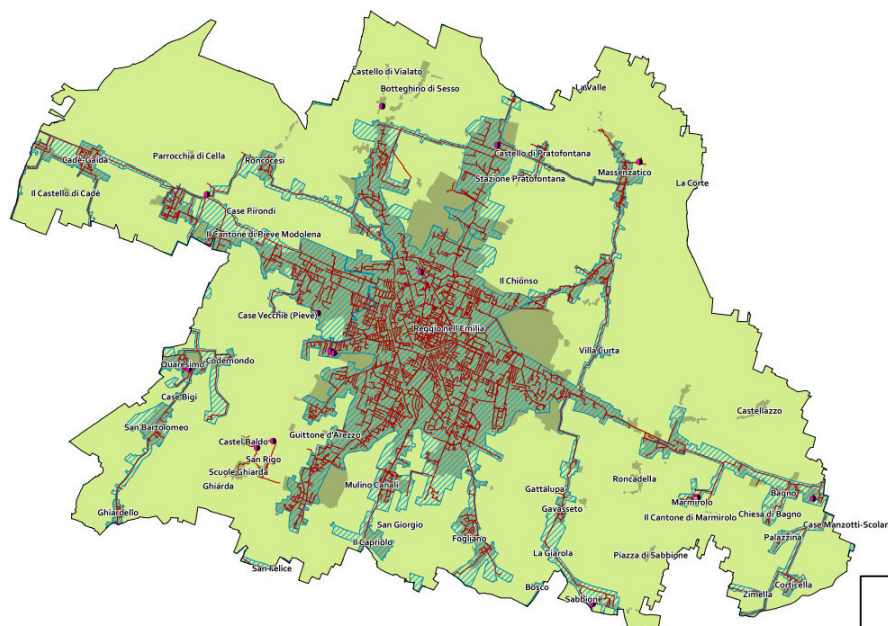 Castello di Vialato
Botteghino di Sesso
La Valle
Cadè-Gaida
Parrocchia di Cella
Roncocesi
Castello di Pratofontana
Stazione Pratofontana
Massenzatico
La Corte
Il Castello di Cadè
Case Pirondi
Il Cantone di Pieve Modolena
Il Chionso
Case Vecchie (Pieve)
Reggio nell'Emilia
Villa Curta
Quaresimo
Codemondo
Case Bigi
Castellazzo
San Bartolomeo
Guittone d'Arezzo
Castel Baldo
San Rigo
Scuole Ghiarda
Ghiarda
Mulino Canali
Roncadella
Gattalupa
Gavasseto
Marmirolo
Bagno
Ghiardello
San Giorgio
Il Cantone di Marmirolo
Chiesa di Bagno
Case Manzotti-Scolari
Il Capriolo
Fogliano
Palazzina
La Giarola
Piazza di Sabbione
San Felice
Bosco
Corticella
Zimella
Sabbione